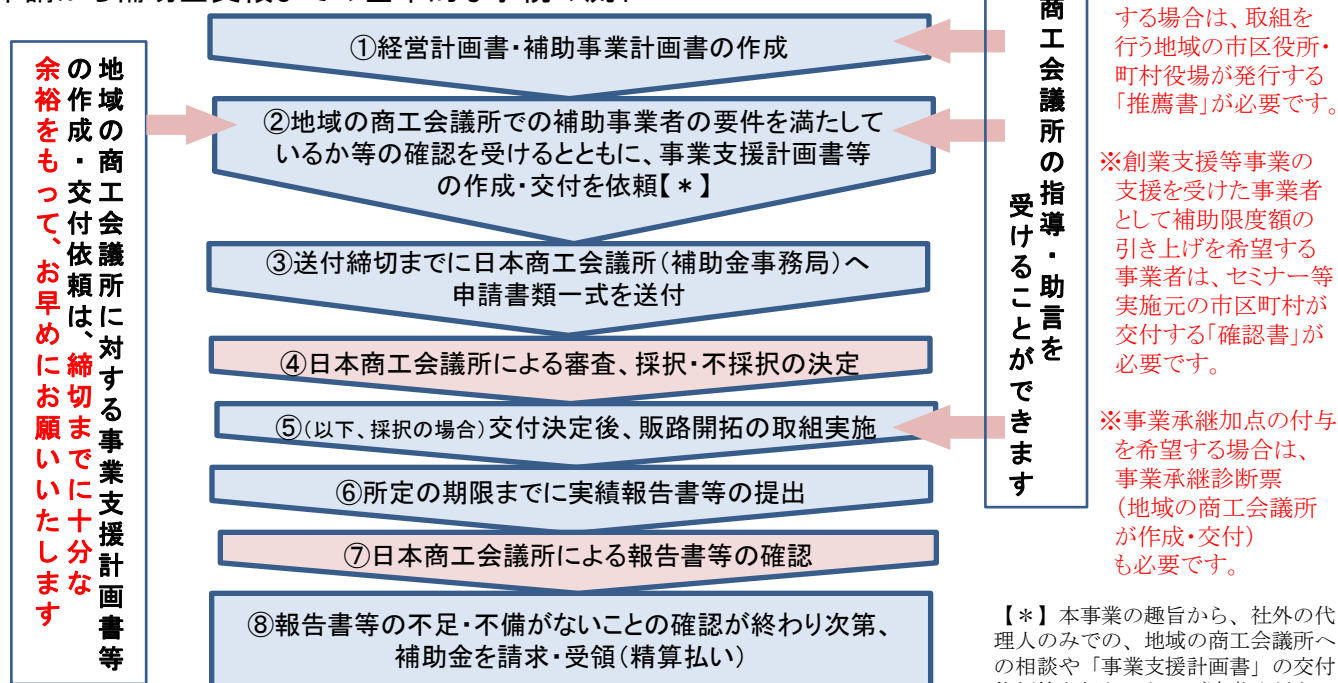 地域の商工会議所に対する事業支援計画書等
の作成・交付依頼は、締切までに十分な
余裕をもって、お早めにお願いいたします
①経営計画書・補助事業計画書の作成
②地域の商工会議所での補助事業者の要件を満たして
いるか等の確認を受けるとともに、事業支援計画書等
の作成・交付を依頼【*】
③送付締切までに日本商工会議所(補助金事務局)へ
申請書類一式を送付
④日本商工会議所による審査、採択・不採択の決定
⑤(以下、採択の場合)交付決定後、販路開拓の取組実施
⑥所定の期限までに実績報告書等の提出
⑦日本商工会議所による報告書等の確認
⑧報告書等の不足・不備がないことの確認が終わり次第、
補助金を請求・受領(精算払い)
商工会議所の指導・助言を
受けることができます
する場合は、取組を
行う地域の市区役所・
町村役場が発行する
「推薦書」が必要です。
※創業支援等事業の
支援を受けた事業者
として補助限度額の
引き上げを希望する
事業者は、セミナー等
実施元の市区町村が
交付する「確認書」が
必要です。
※事業承継加点の付与
を希望する場合は、
事業承継診断票
(地域の商工会議所
が作成・交付)
も必要です。
【*】本事業の趣旨から、社外の代
理人のみでの、地域の商工会議所へ
の相談や「事業支援計画書」の交付